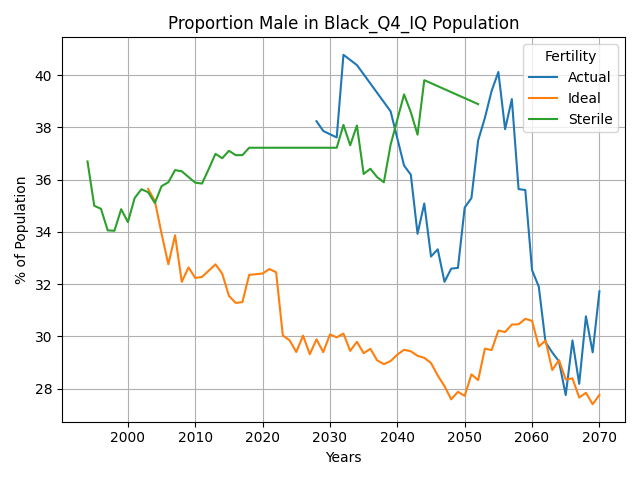 Proportion Male in Black_Q4_IQ Population
Fertility
Actual
Ideal
Sterile
% of Population
40
38
36
34
32
30
28
2000
2010
2020
2030
2040
2050
2060
2070
Years